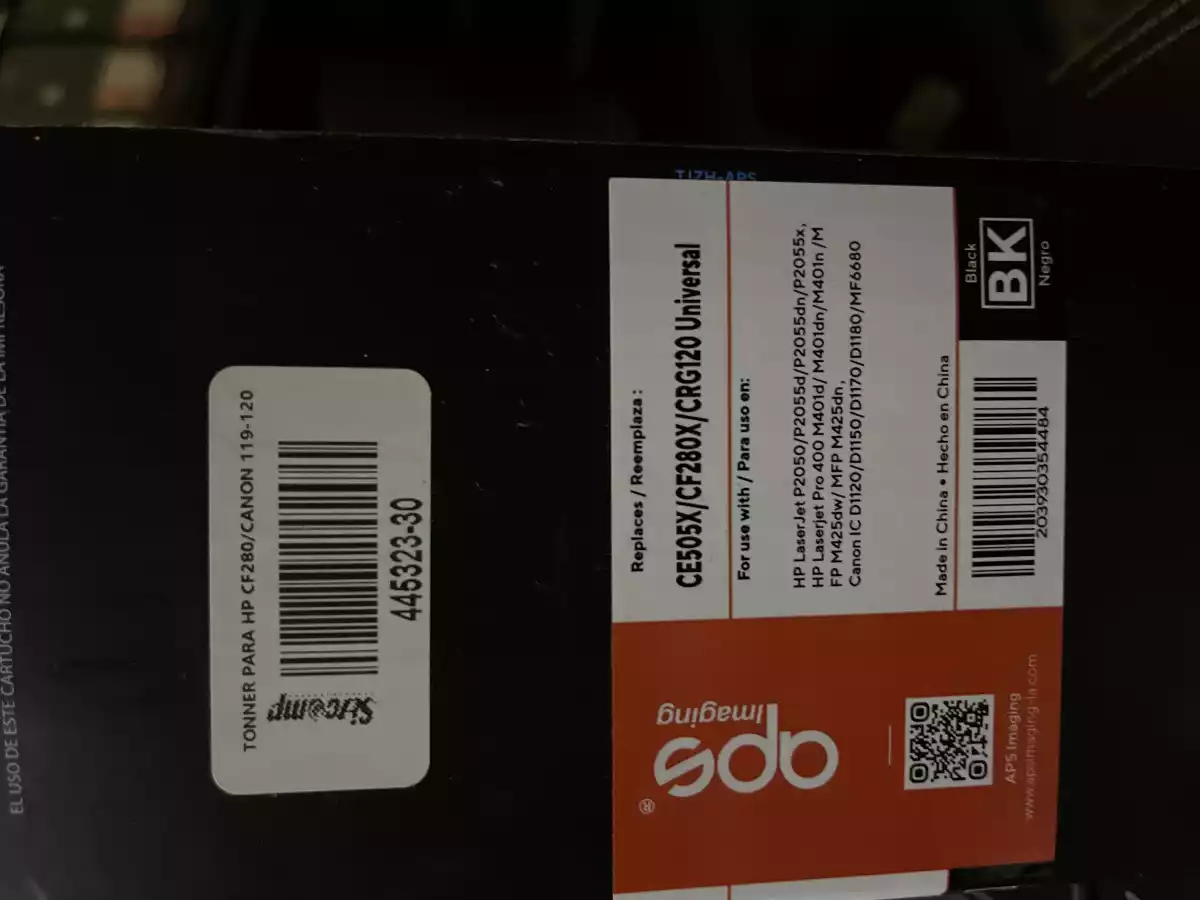 EL USO DE ESTE CARTUCHO NO ANULA LA GARANTIA DE LA IMPRESORA
TONNER PARA HP CF280/CANON 119-120
445323-30
Sircomp
TJZH-APS
Replaces / Reemplaza :
CE505X/CF280X/CRG120 Universal
For use with / Para uso en:
HP LaserJet P2050/P2055d/P2055dn/P2055x,
HP Laserjet Pro 400 M401d/ M401dn/M401n /M
FP M425dw/ MFP M425dn,
Canon IC D1120/D1150/D1170/D1180/MF6680
Made in China • Hecho en China
Black
BK
Negro
203930354484
aps
Imaging
®
APS Imaging
www.apsimaging-la.com